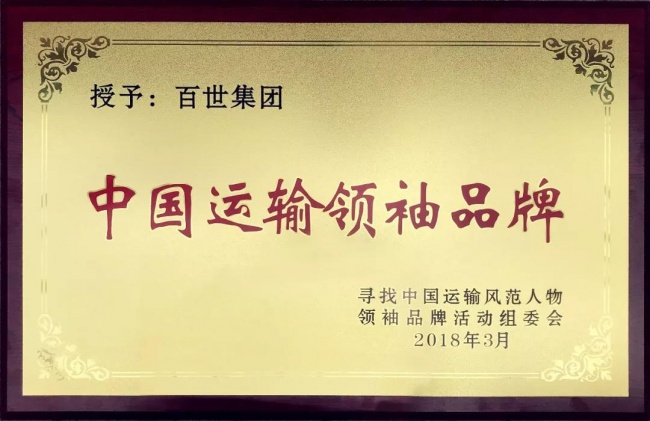 授予：百世集团
中国运输领袖品牌
寻找中国运输风范人物
领袖品牌活动组委会
2018年3月